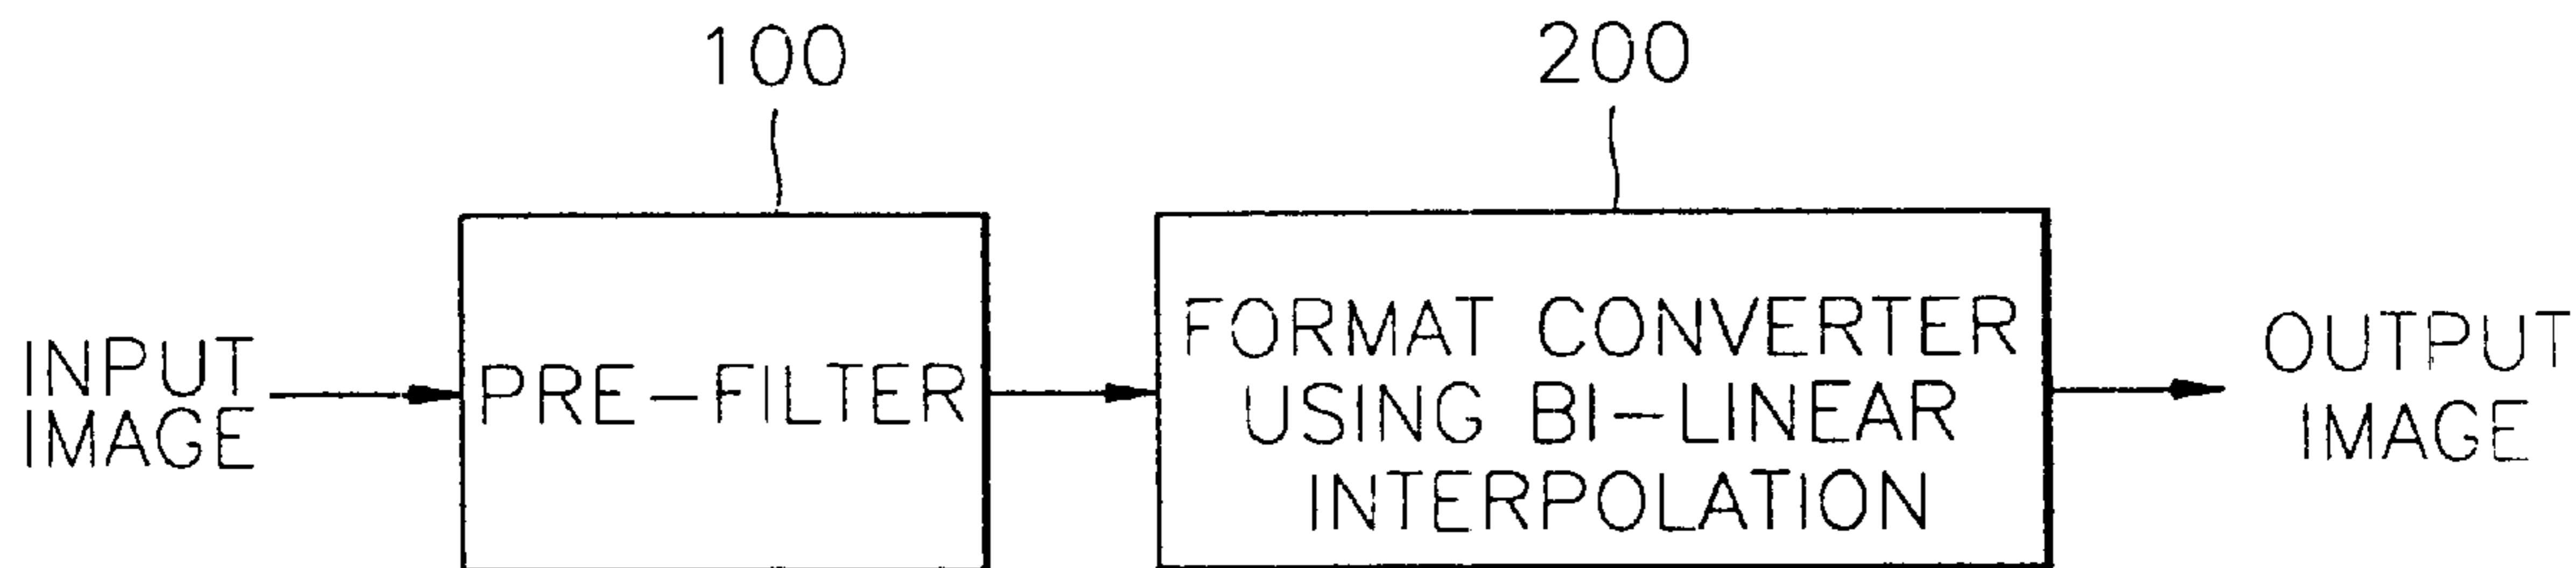 100
200
INPUT
IMAGE
PRE-FILTER
FORMAT CONVERTER
USING BI-LINEAR
INTERPOLATION
OUTPUT
IMAGE